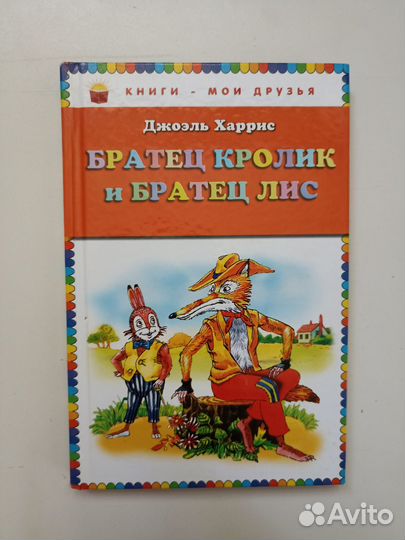 КНИГИ - МОИ ДРУЗЬЯ
Джоэль Харрис
БРАТЕЦ КРОЛИК
и БРАТЕЦ ЛИС
Avito